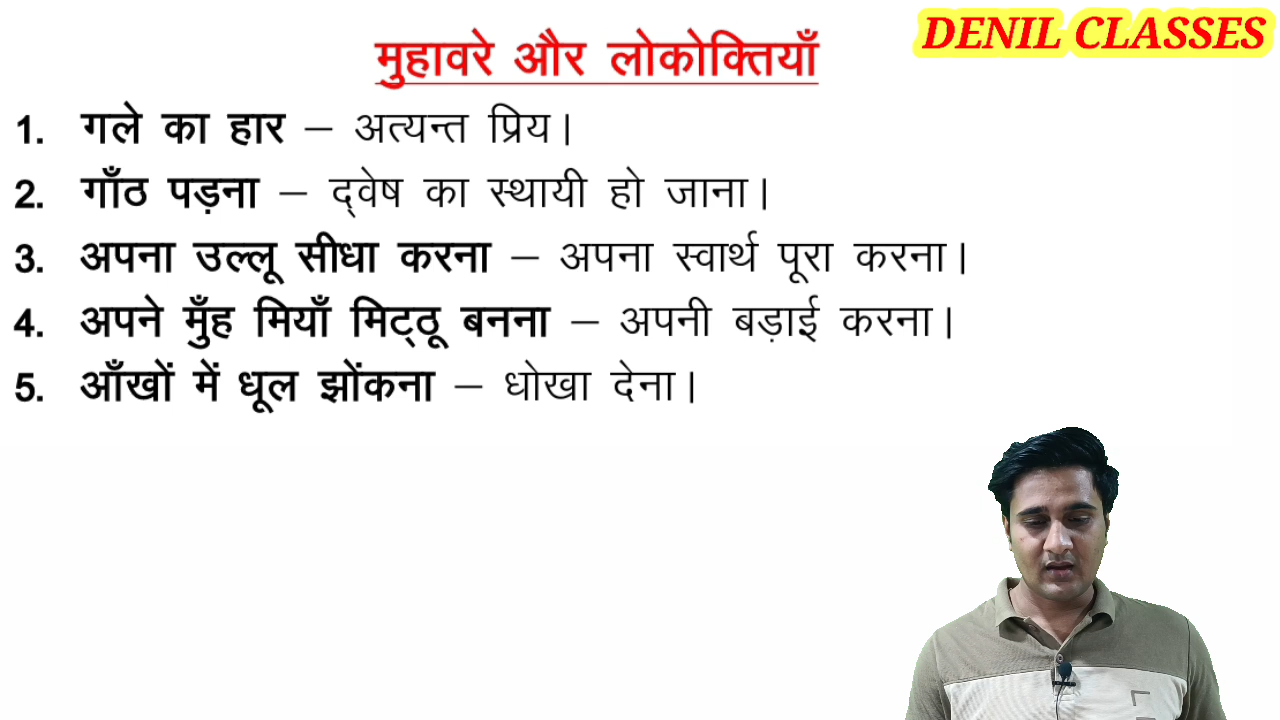 DENIL CLASSES
मुहावरे और लोकोक्तियाँ
1. गले का हार – अत्यन्त प्रिय।
2. गाँठ पड़ना – द्‌वेष का स्थायी हो जाना।
3. अपना उल्लू सीधा करना – अपना स्वार्थ पूरा करना।
4. अपने मुँह मियाँ मिट्‌ठू बनना – अपनी बड़ाई करना।
5. आँखों में धूल झोंकना – धोखा देना।